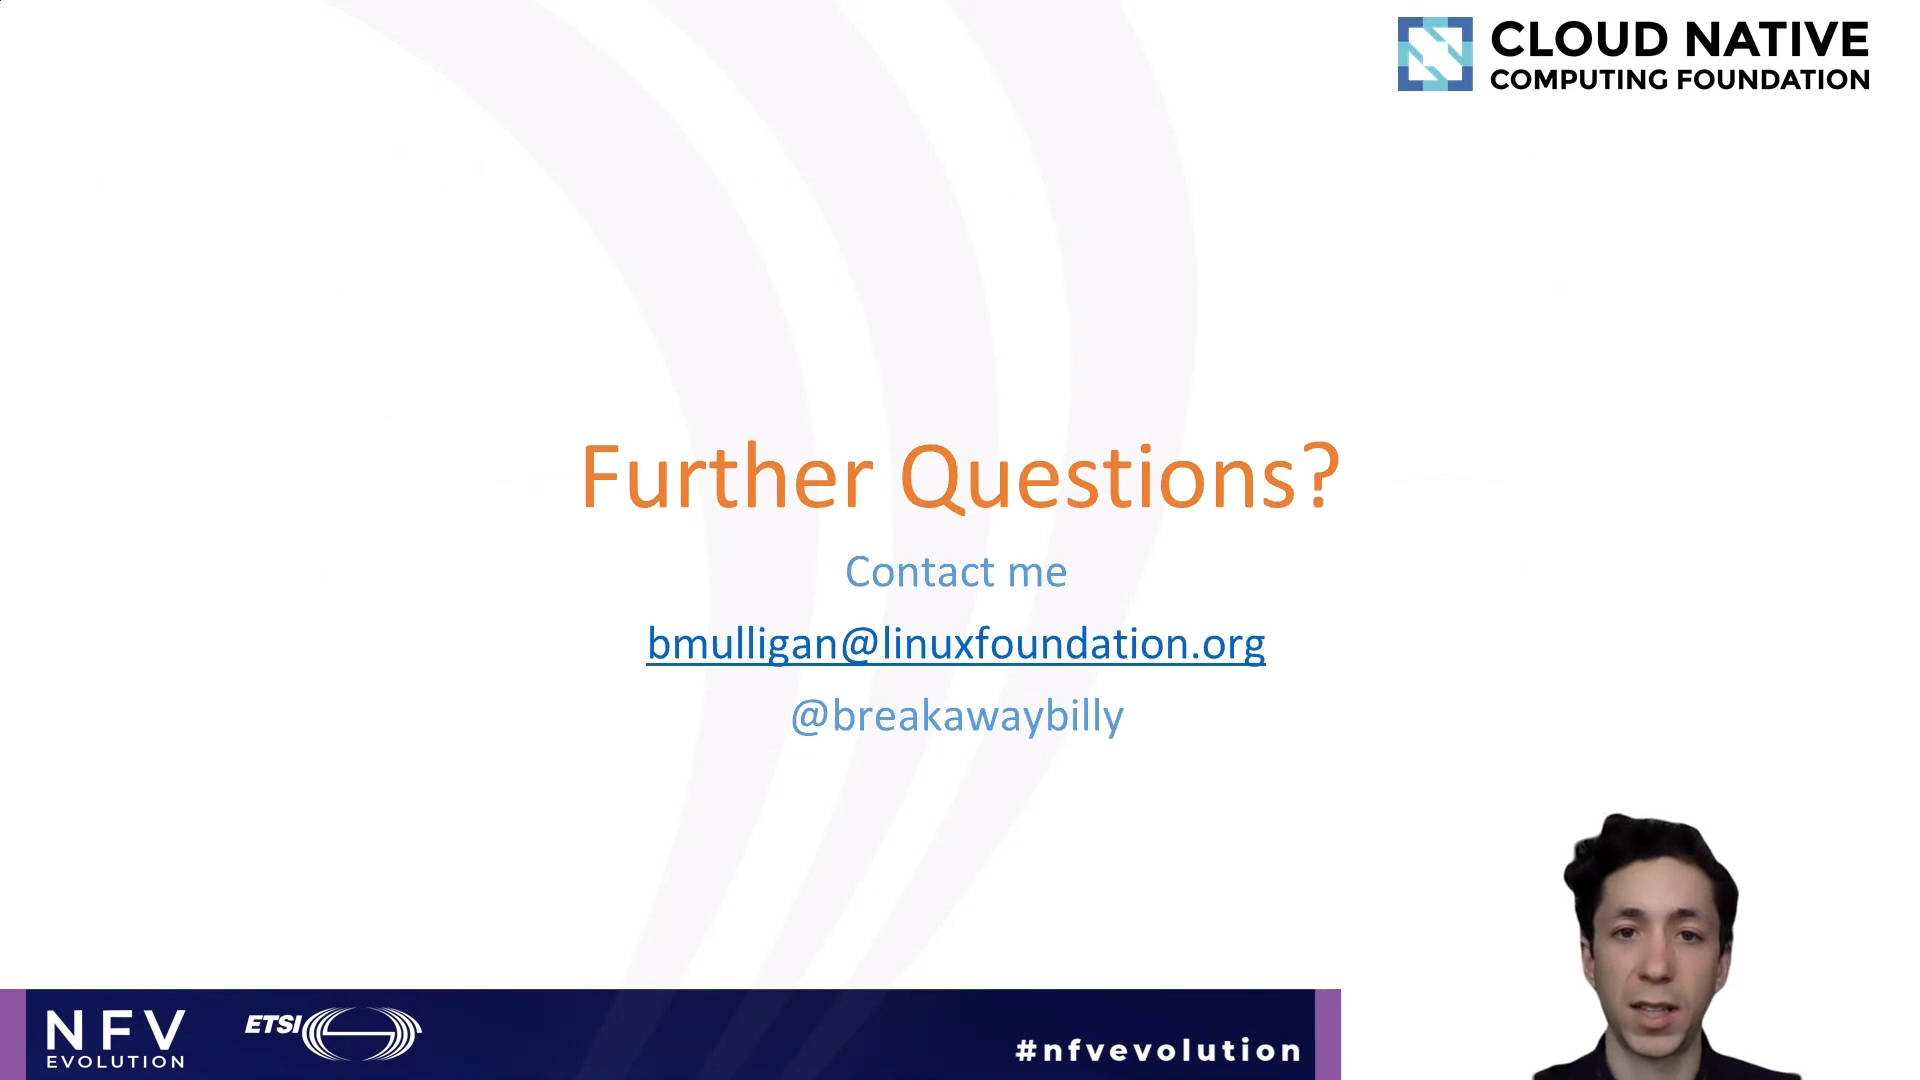 CLOUD NATIVE
COMPUTING FOUNDATION
Further Questions?
Contact me
bmulligan@linuxfoundation.org
@breakawaybilly
NFV
EVOLUTION
ETSI
#nfvevolution